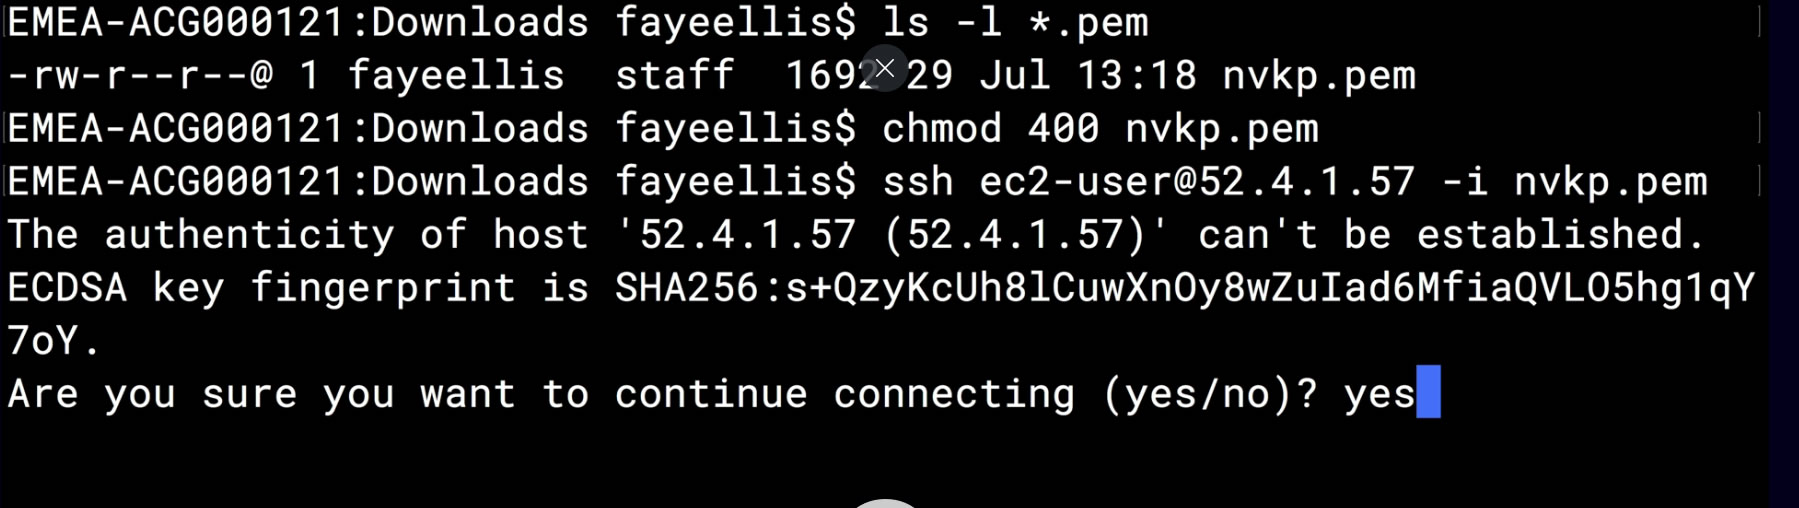 EMEA-ACG000121:Downloads fayeellis$ ls -l *.pem
-rw-r--r--@ 1 fayeellis  staff  1692 29 Jul 13:18 nvkp.pem
EMEA-ACG000121:Downloads fayeellis$ chmod 400 nvkp.pem
EMEA-ACG000121:Downloads fayeellis$ ssh ec2-user@52.4.1.57 -i nvkp.pem
The authenticity of host '52.4.1.57 (52.4.1.57)' can't be established.
ECDSA key fingerprint is SHA256:s+QzyKcUh8lCuwXnOy8wZuIad6MfiaQVLO5hg1qY
7oY.
Are you sure you want to continue connecting (yes/no)? yes